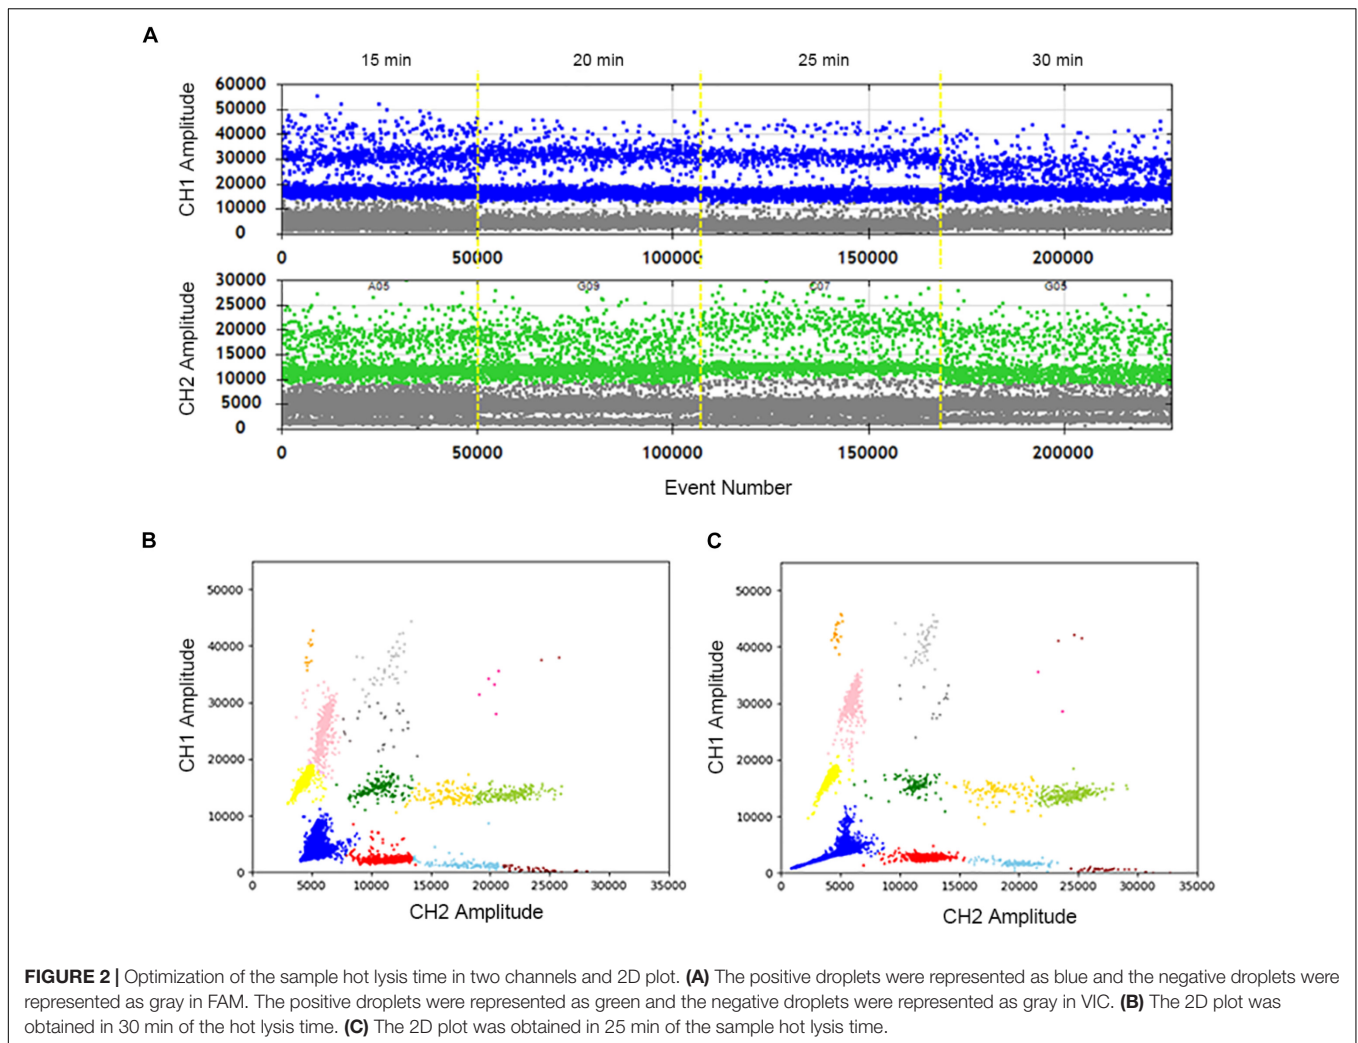 A
15 min 20 min 25 min 30 min
CH1 Amplitude
60000
50000
40000
30000
20000
10000
0
0 50000 100000 150000 200000
CH2 Amplitude
30000
25000
20000
15000
10000
5000
0
A05 G09 C07 G05
0 50000 100000 150000 200000
Event Number
B
CH1 Amplitude
50000
40000
30000
20000
10000
0
0 5000 10000 15000 20000 25000 30000 35000
CH2 Amplitude
C
CH1 Amplitude
50000
40000
30000
20000
10000
0
0 5000 10000 15000 20000 25000 30000 35000
CH2 Amplitude
FIGURE 2 | Optimization of the sample hot lysis time in two channels and 2D plot. (A) The positive droplets were represented as blue and the negative droplets were
represented as gray in FAM. The positive droplets were represented as green and the negative droplets were represented as gray in VIC. (B) The 2D plot was
obtained in 30 min of the hot lysis time. (C) The 2D plot was obtained in 25 min of the sample hot lysis time.